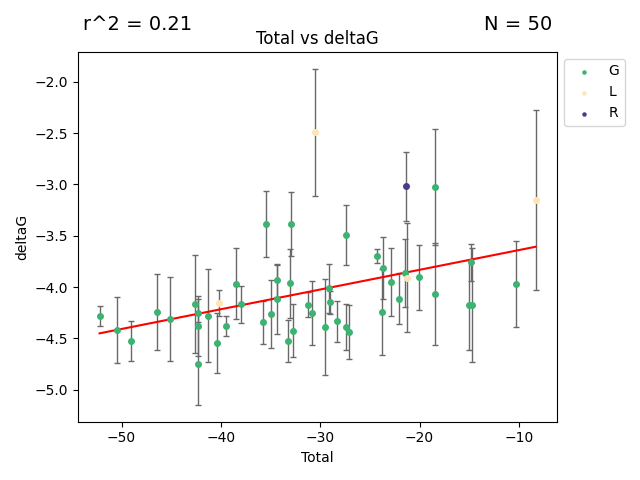 r^2 = 0.21
N = 50
Total vs deltaG
G
L
R
−2.0
−2.5
−3.0
−3.5
−4.0
−4.5
−5.0
deltaG
−50
−40
−30
−20
−10
Total